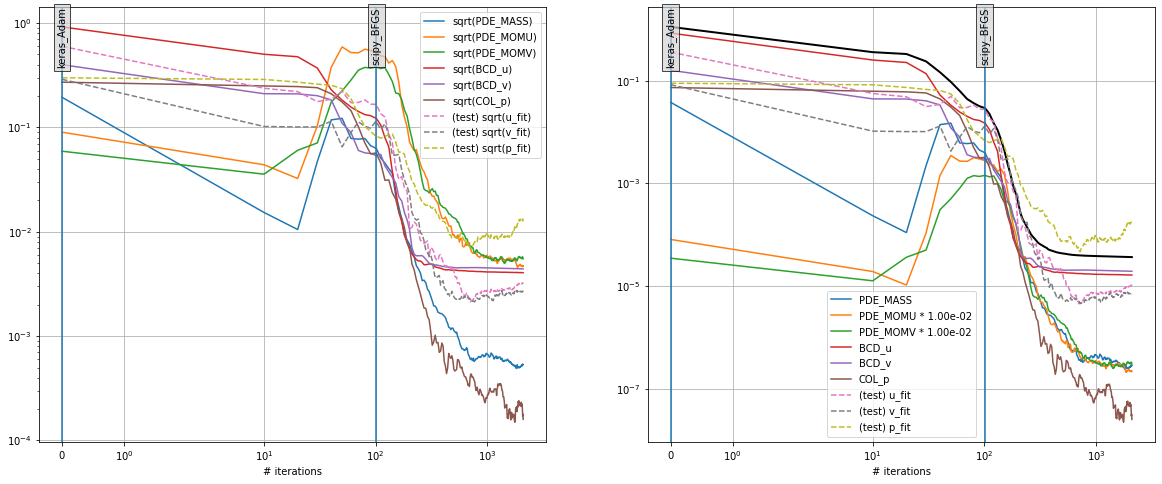 10⁰
10⁻¹
10⁻²
10⁻³
10⁻⁴
0
10⁰
10¹
10²
10³
# iterations
keras_Adam
scipy_BFGS
sqrt(PDE_MASS)
sqrt(PDE_MOMU)
sqrt(PDE_MOMV)
sqrt(BCD_u)
sqrt(BCD_v)
sqrt(COL_p)
(test) sqrt(u_fit)
(test) sqrt(v_fit)
(test) sqrt(p_fit)
10⁻¹
10⁻³
10⁻⁵
10⁻⁷
0
10⁰
10¹
10²
10³
# iterations
keras_Adam
scipy_BFGS
PDE_MASS
PDE_MOMU * 1.00e-02
PDE_MOMV * 1.00e-02
BCD_u
BCD_v
COL_p
(test) u_fit
(test) v_fit
(test) p_fit